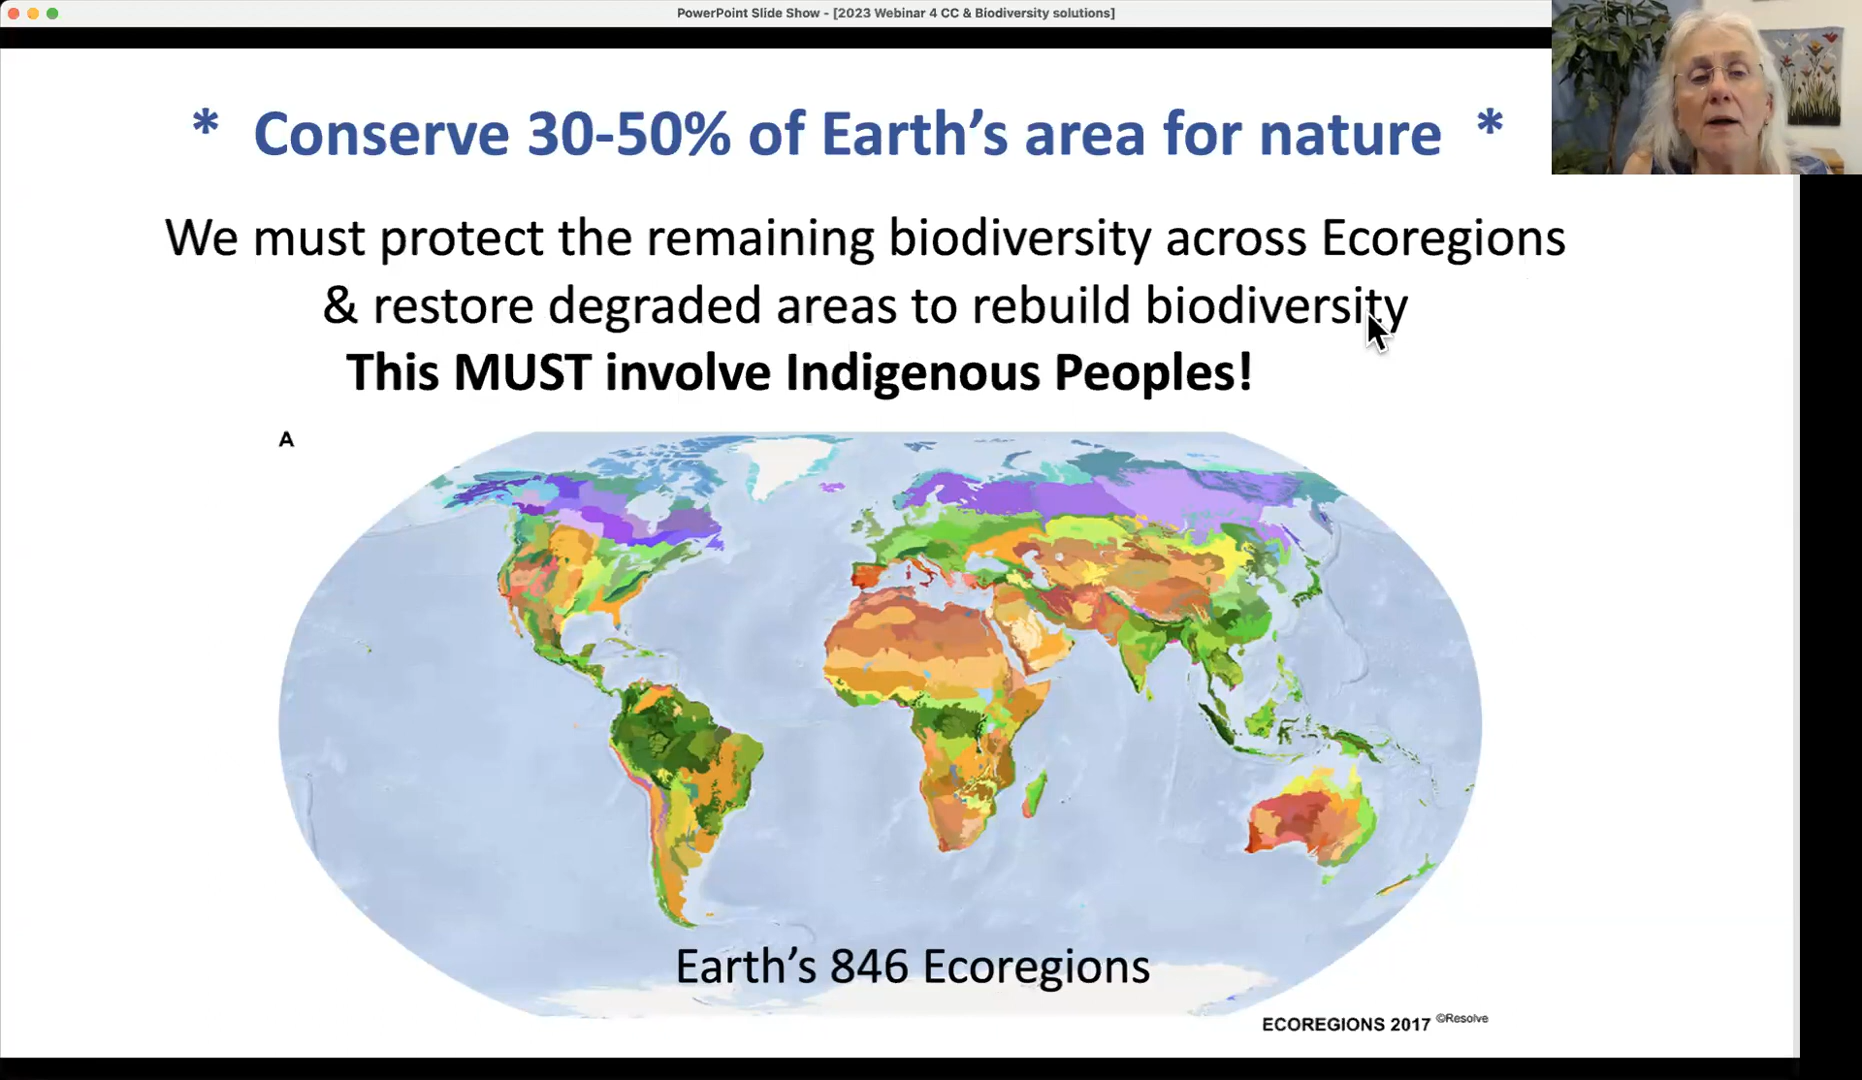 PowerPoint Slide Show - [2023 Webinar 4 CC & Biodiversity solutions]
* Conserve 30-50% of Earth’s area for nature *
We must protect the remaining biodiversity across Ecoregions
& restore degraded areas to rebuild biodiversity
This MUST involve Indigenous Peoples!
A
Earth’s 846 Ecoregions
ECOREGIONS 2017 ©Resolve